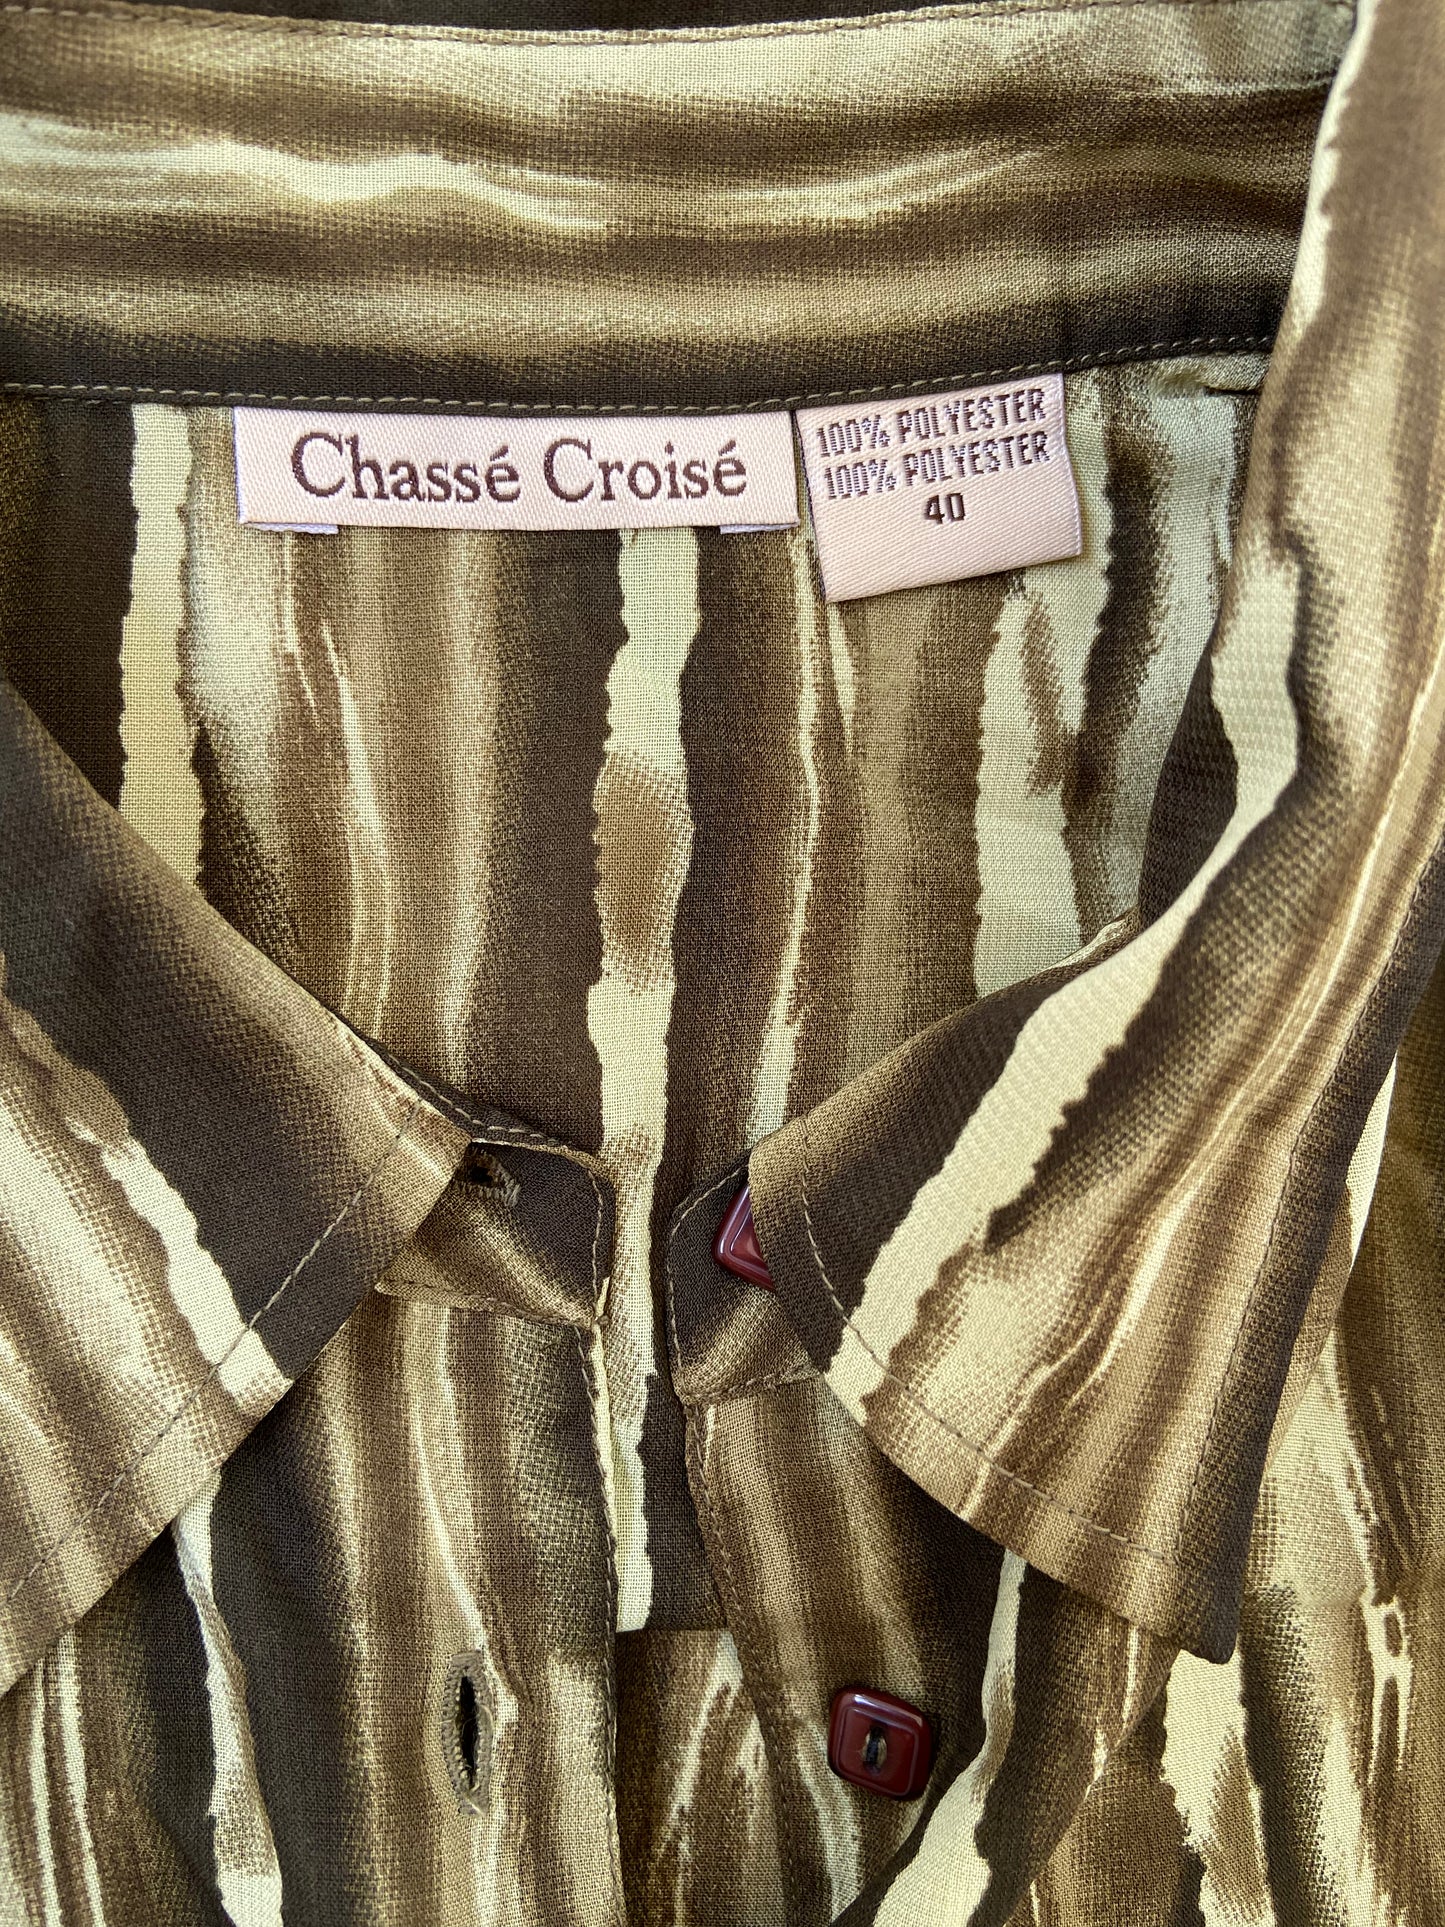 Chassé Croisé
100% POLYESTER
100% POLYESTER
40